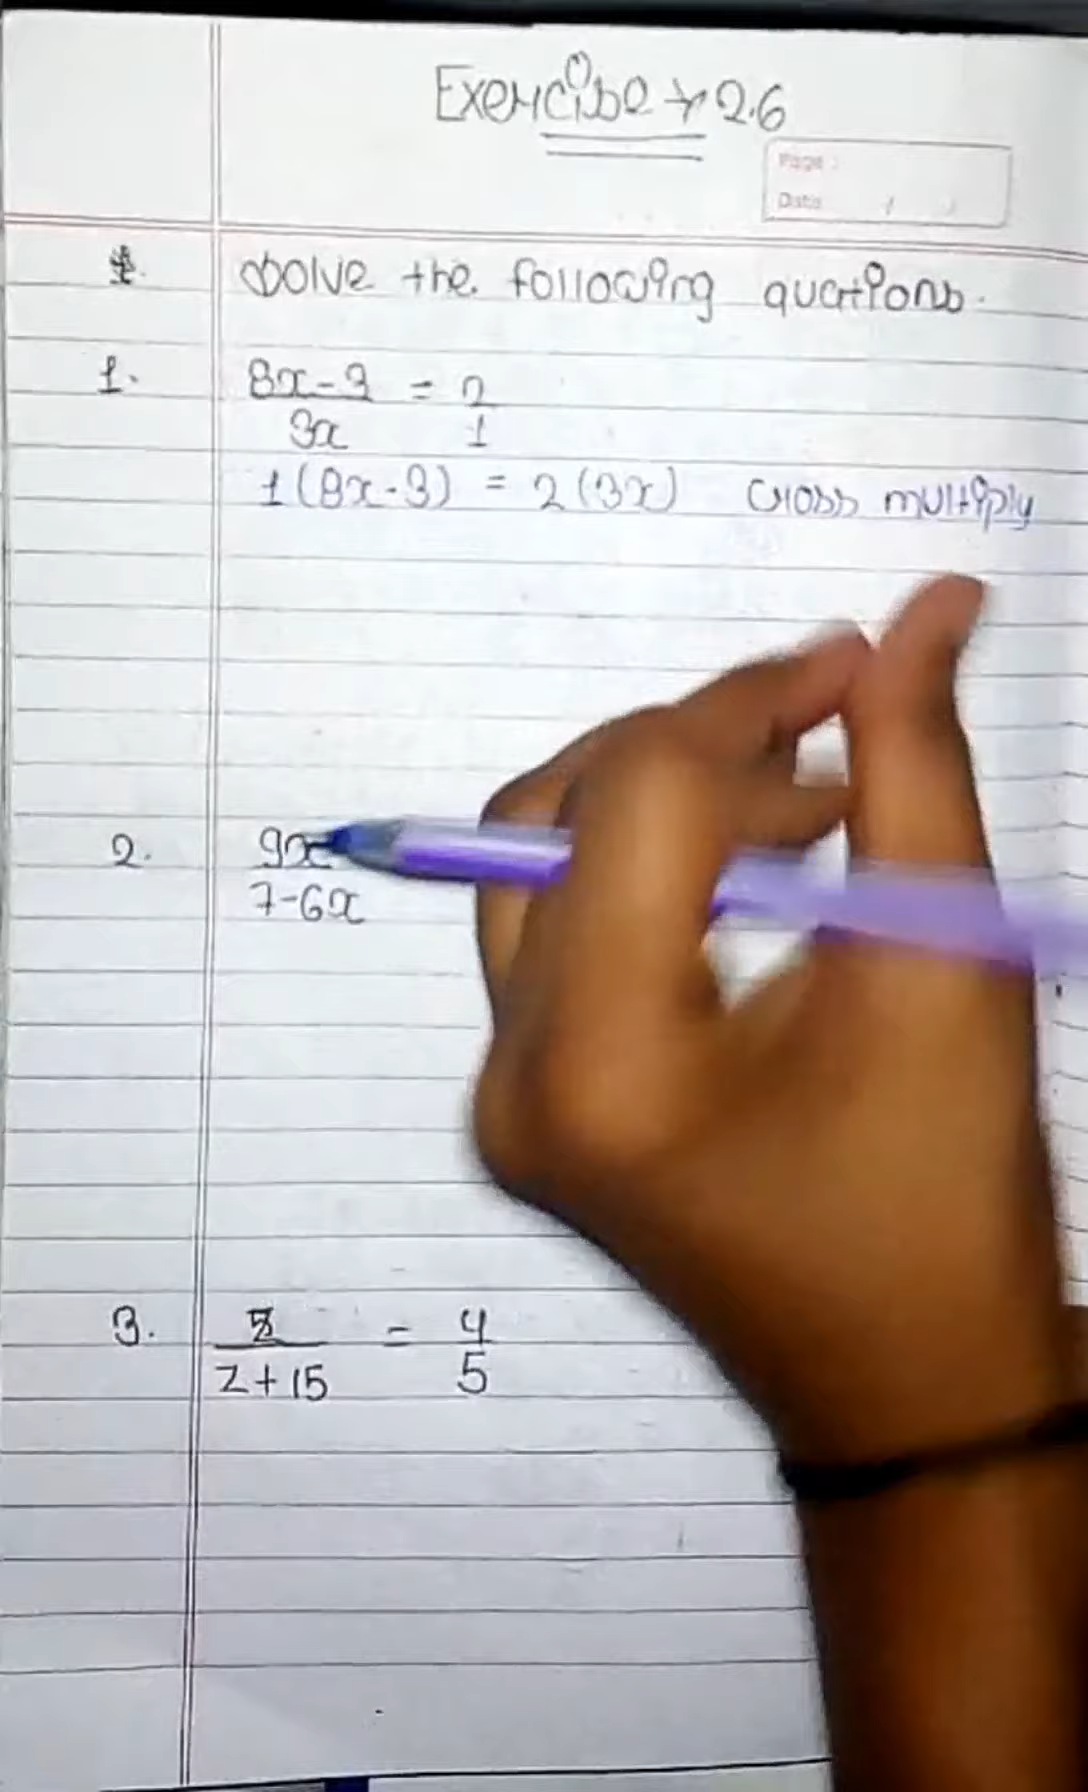 Exercise → 2.6
Page :
Date / /
Solve the following quations.
1. 8x-3 = 2
3x 1
1(8x-3) = 2(3x) cross multiply
2. 9x
7-6x
3. z = 4
z+15 5